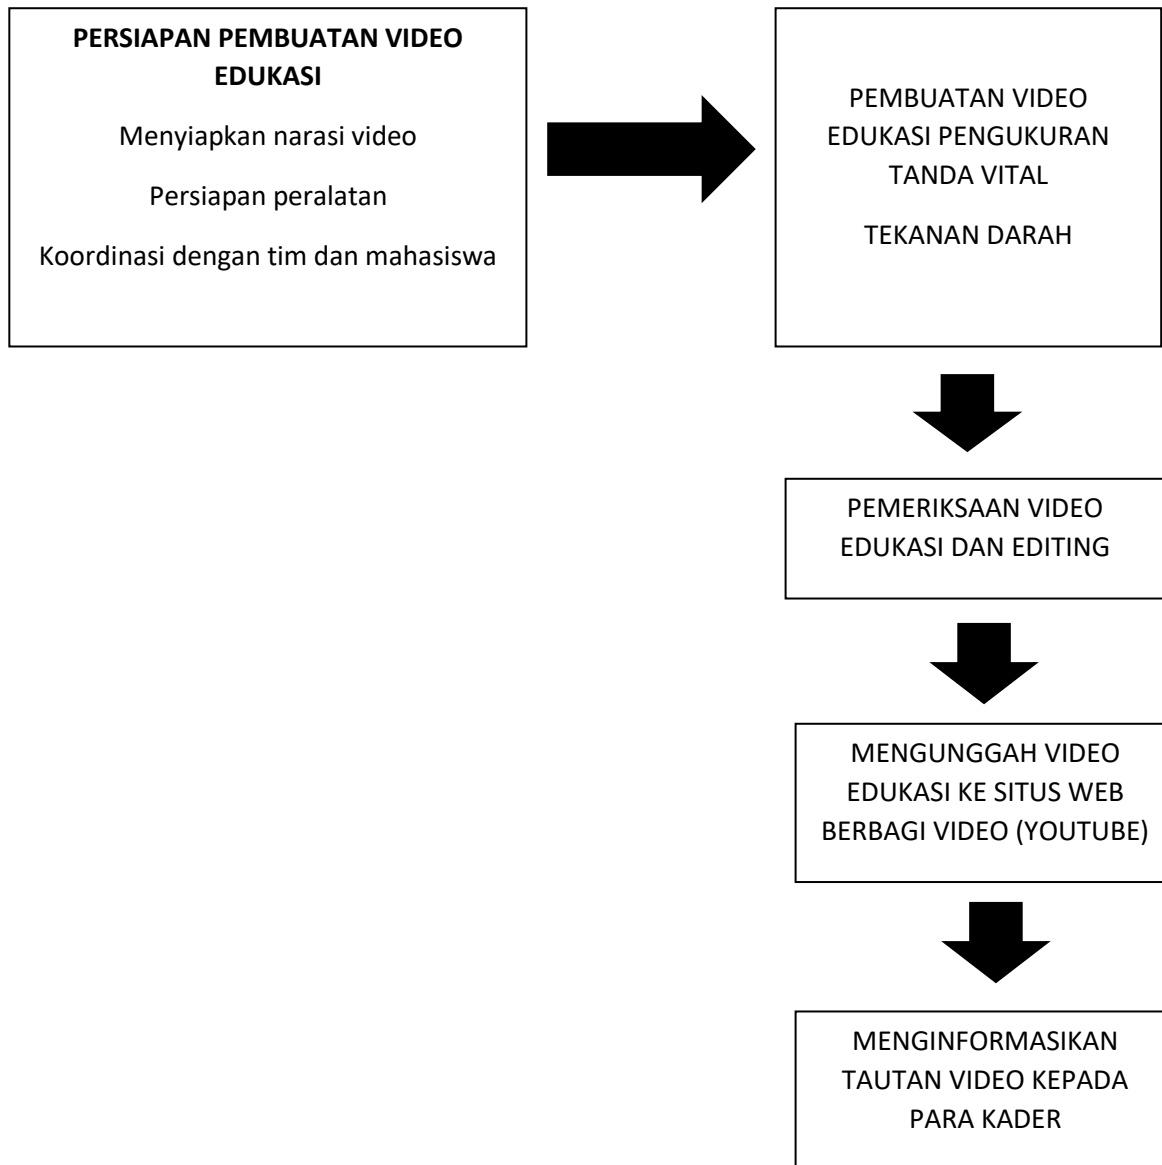 PERSIAPAN PEMBUATAN VIDEO
EDUKASI
Menyiapkan narasi video
Persiapan peralatan
Koordinasi dengan tim dan mahasiswa
PEMBUATAN VIDEO
EDUKASI PENGUKURAN
TANDA VITAL
TEKANAN DARAH
PEMERIKSAAN VIDEO
EDUKASI DAN EDITING
MENGUNGGAH VIDEO
EDUKASI KE SITUS WEB
BERBAGI VIDEO (YOUTUBE)
MENGINFORMASIKAN
TAUTAN VIDEO KEPADA
PARA KADER